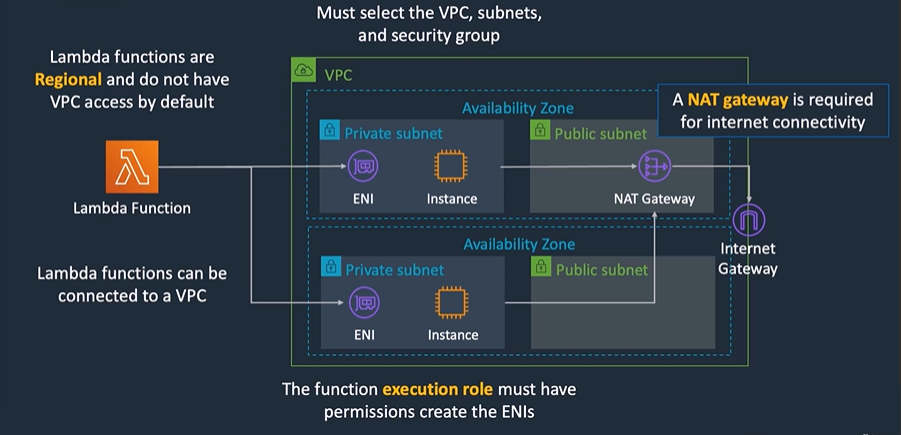 Must select the VPC, subnets,
and security group
Lambda functions are
Regional and do not have
VPC access by default
VPC
Availability Zone
A NAT gateway is required
for internet connectivity
Private subnet
Public subnet
ENI
Instance
NAT Gateway
Lambda Function
Internet
Gateway
Availability Zone
Private subnet
Public subnet
Lambda functions can be
connected to a VPC
ENI
Instance
The function execution role must have
permissions create the ENIs